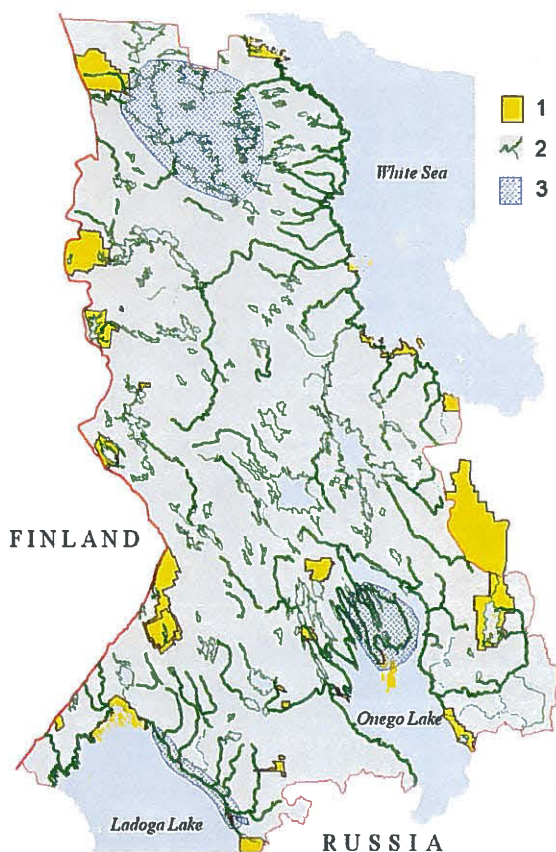 1
2
White Sea
3
FINLAND
Onego Lake
Ladoga Lake
RUSSIA